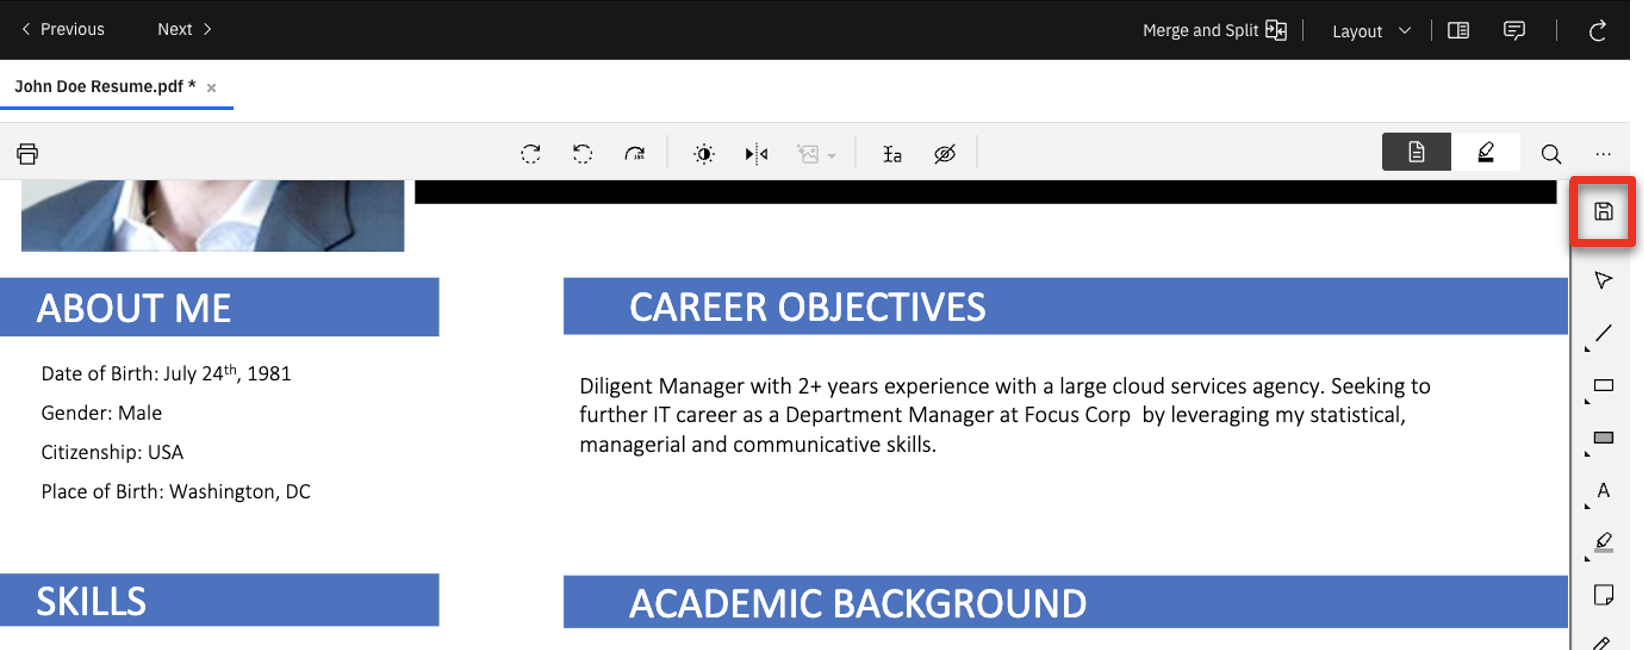 Previous Next Merge and Split Layout
John Doe Resume.pdf * ×
ABOUT ME
Date of Birth: July 24th, 1981
Gender: Male
Citizenship: USA
Place of Birth: Washington, DC
SKILLS
CAREER OBJECTIVES
Diligent Manager with 2+ years experience with a large cloud services agency. Seeking to
further IT career as a Department Manager at Focus Corp  by leveraging my statistical,
managerial and communicative skills.
ACADEMIC BACKGROUND
A